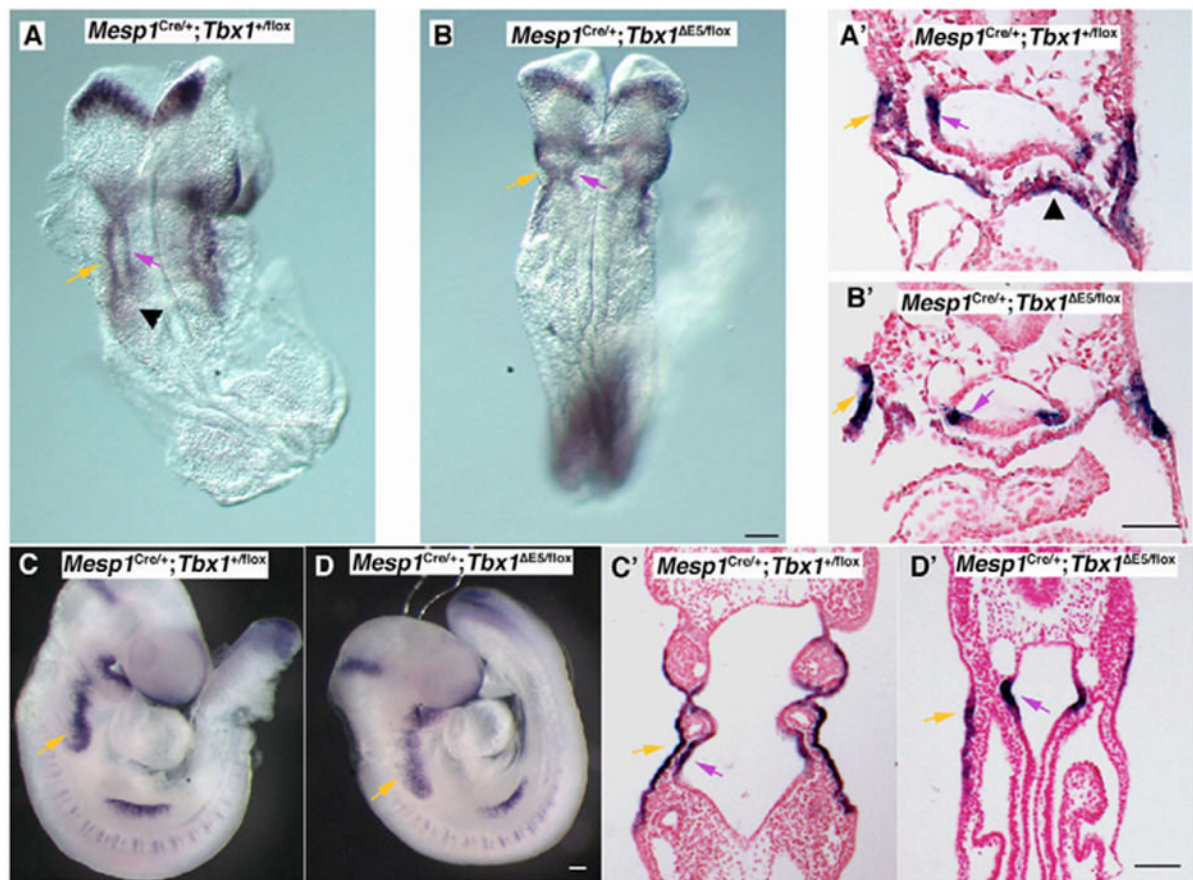 A Mesp1Cre/+;Tbx1+/flox
B Mesp1Cre/+;Tbx1ΔE5/flox
A' Mesp1Cre/+;Tbx1+/flox
B' Mesp1Cre/+;Tbx1ΔE5/flox
C Mesp1Cre/+;Tbx1+/flox
D Mesp1Cre/+;Tbx1ΔE5/flox
C' Mesp1Cre/+;Tbx1+/flox
D' Mesp1Cre/+;Tbx1ΔE5/flox